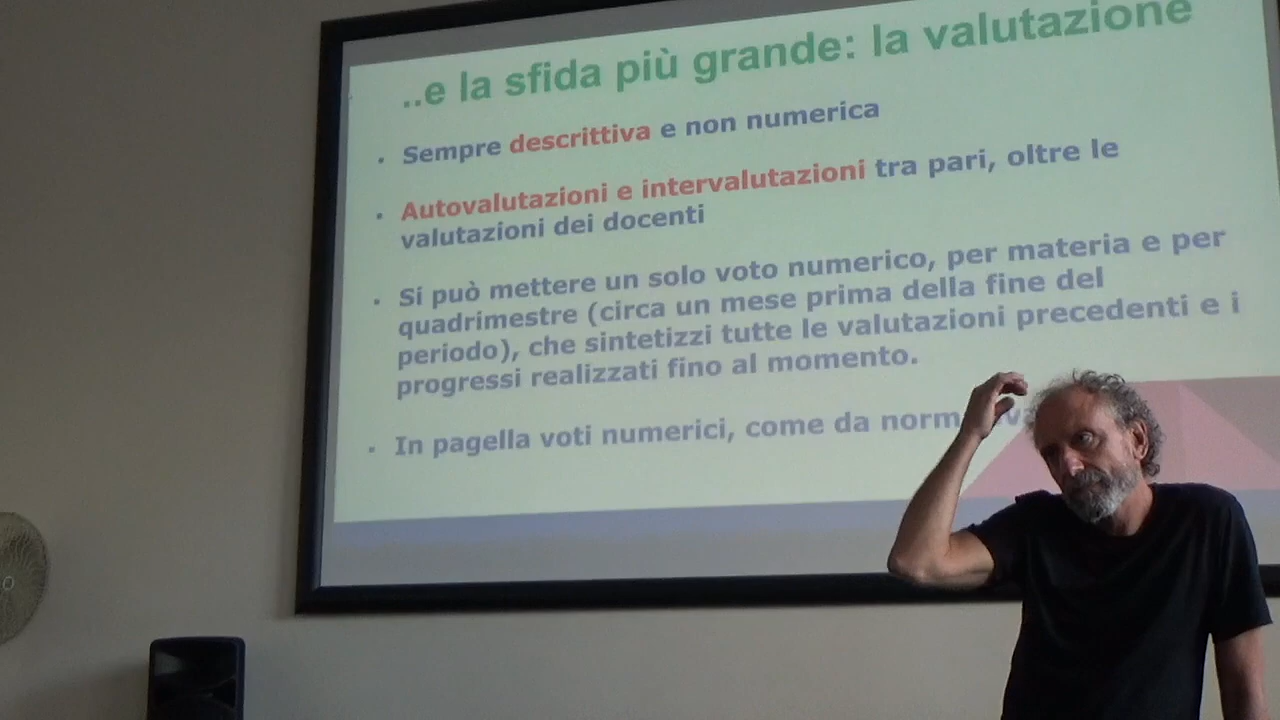 ..e la sfida più grande: la valutazione
Sempre descrittiva e non numerica
Autovalutazioni e intervalutazioni tra pari, oltre le
valutazioni dei docenti
Si può mettere un solo voto numerico, per materia e per
quadrimestre (circa un mese prima della fine del
periodo), che sintetizzi tutte le valutazioni precedenti e i
progressi realizzati fino al momento.
In pagella voti numerici, come da